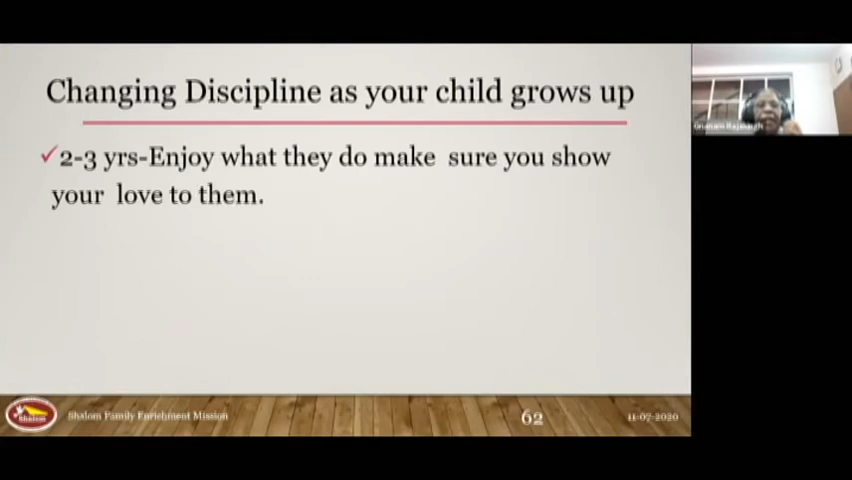 Changing Discipline as your child grows up
✓2-3 yrs-Enjoy what they do make sure you show
your love to them.
Shalom
Shalom Family Enrichment Mission
62
11-07-2020